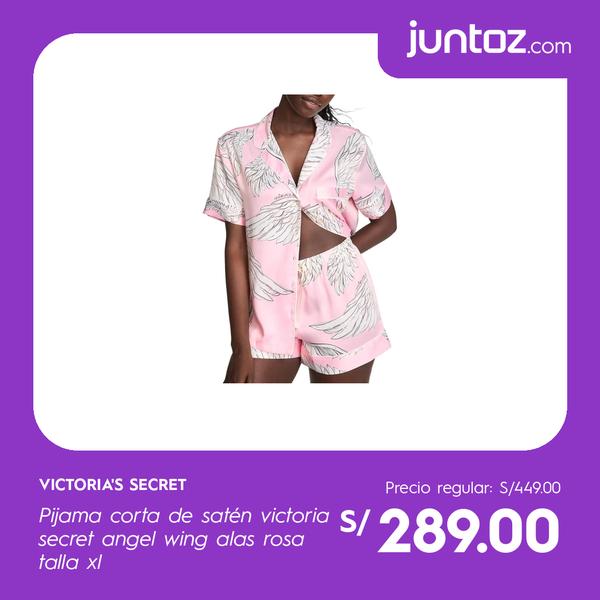 juntoz.com
VICTORIA'S SECRET
Precio regular: S/449.00
Pijama corta de satén victoria
secret angel wing alas rosa
talla xl
S/ 289.00